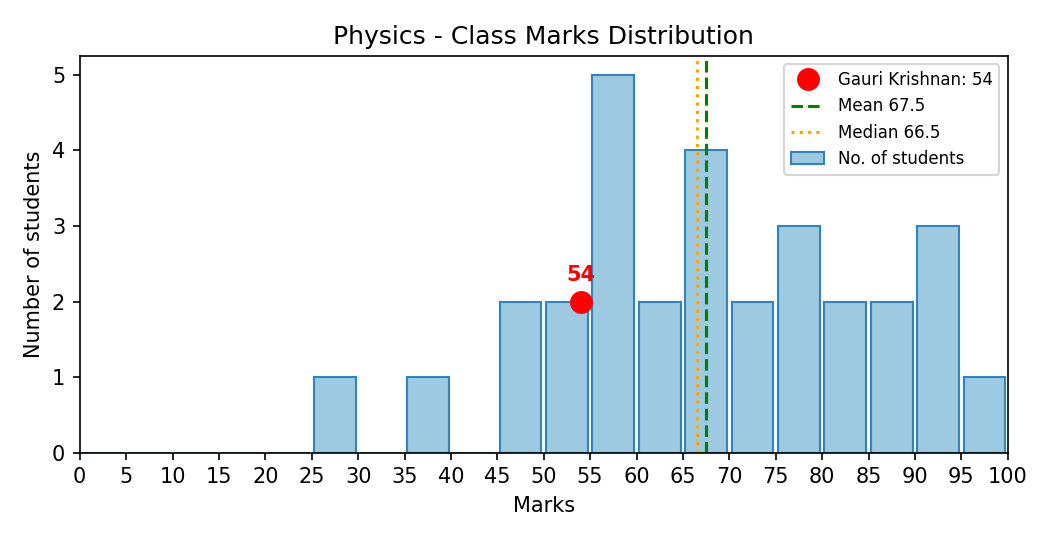 Physics - Class Marks Distribution
Number of students
5
4
3
2
1
0
Gauri Krishnan: 54
Mean 67.5
Median 66.5
No. of students
54
0 5 10 15 20 25 30 35 40 45 50 55 60 65 70 75 80 85 90 95 100
Marks